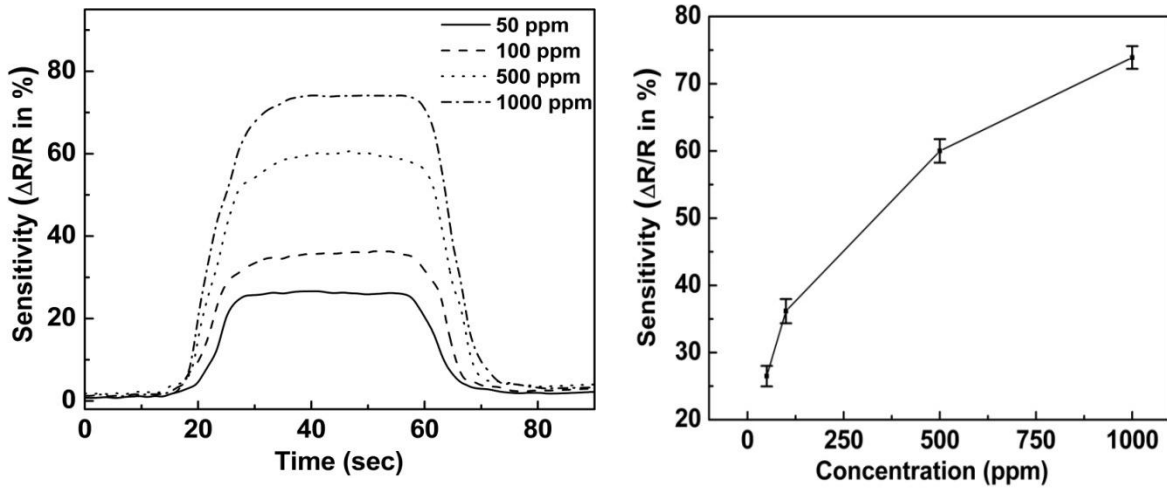 50 ppm
100 ppm
500 ppm
1000 ppm
80
60
40
20
0
0 20 40 60 80
Time (sec)
Sensitivity (ΔR/R in %)
80
70
60
50
40
30
20
0 250 500 750 1000
Concentration (ppm)
Sensitivity (ΔR/R in %)